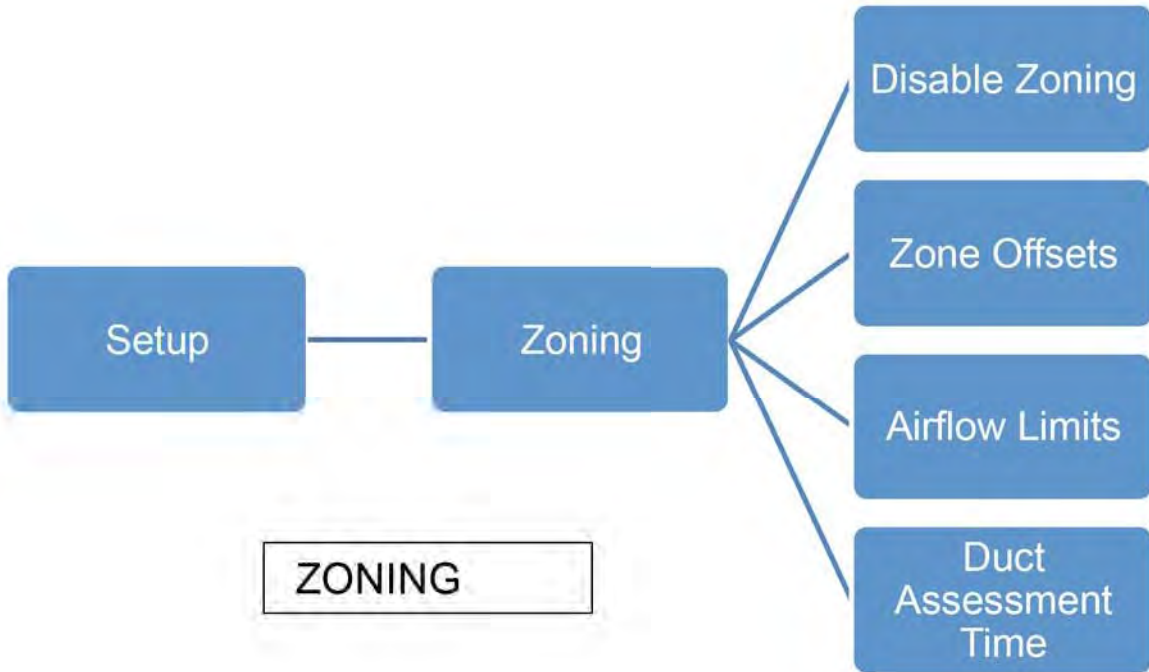 Setup
Zoning
Disable Zoning
Zone Offsets
Airflow Limits
Duct
Assessment
Time
ZONING